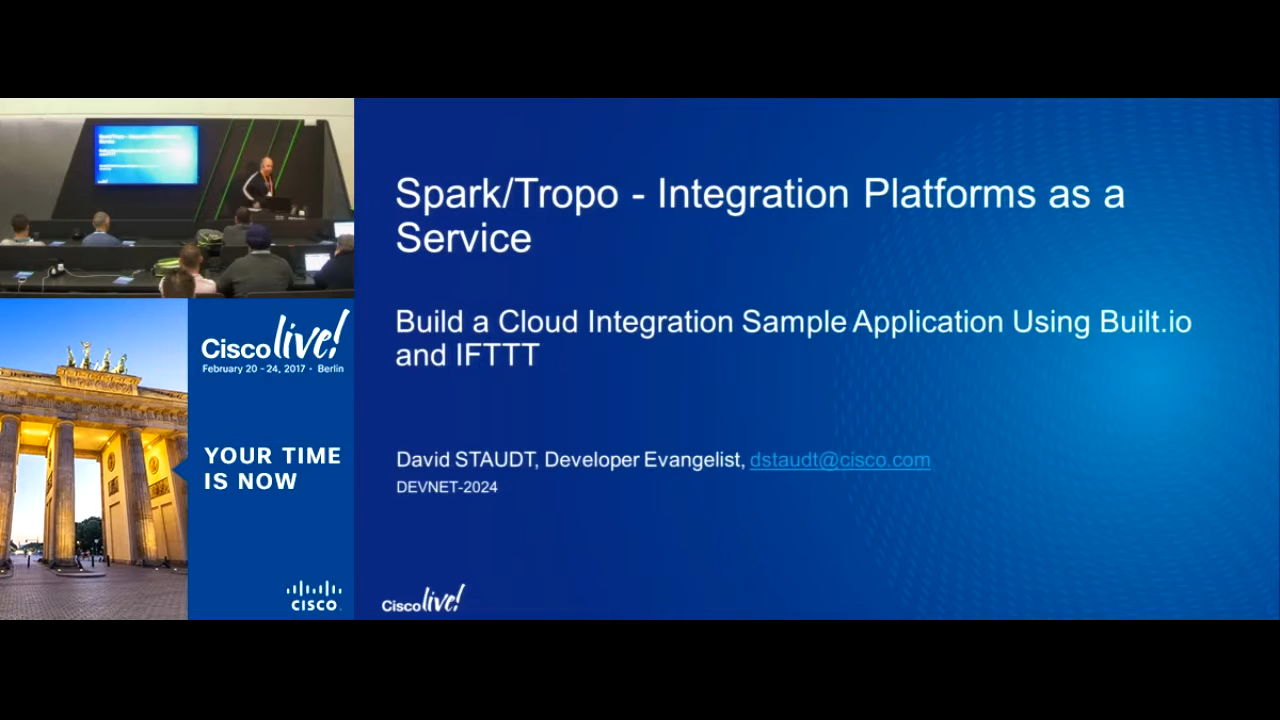 Spark/Tropo - Integration Platforms as a
Service
Build a Cloud Integration Sample Application Using Built.io
and IFTTT
David STAUDT, Developer Evangelist, dstaudt@cisco.com
DEVNET-2024
Cisco live!
Cisco live!
February 20 - 24, 2017 • Berlin
YOUR TIME
IS NOW
CISCO